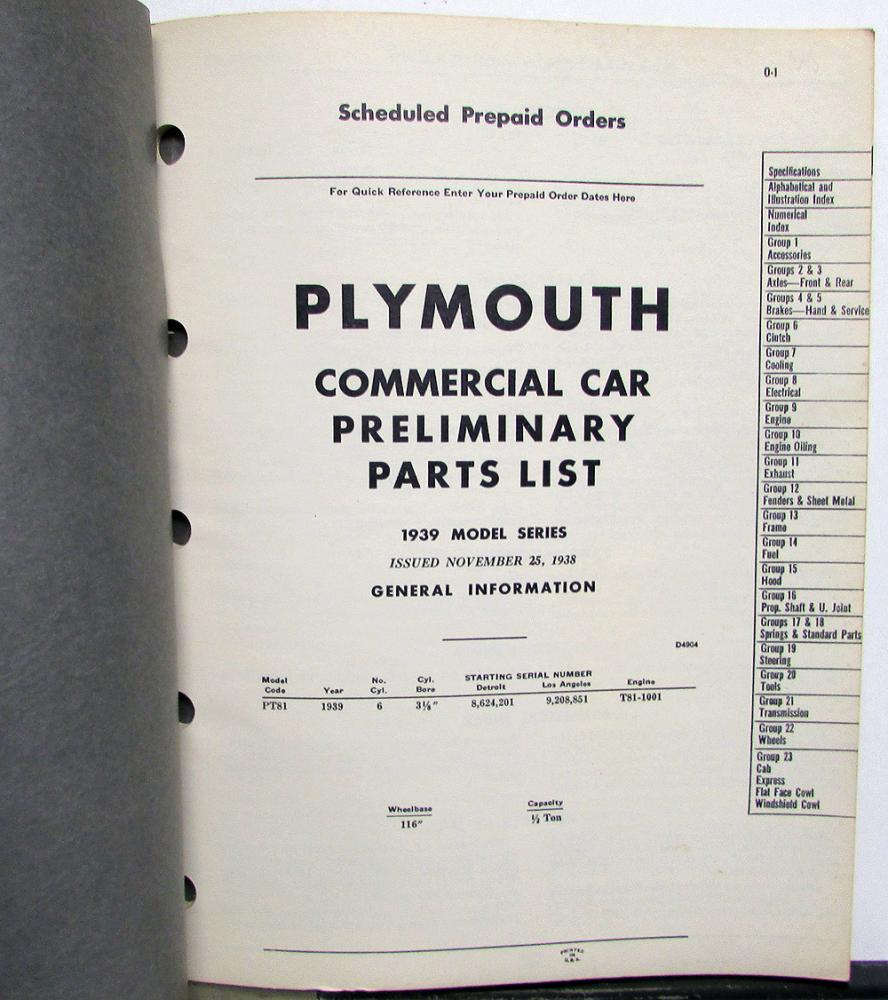 0-1
Scheduled Prepaid Orders
For Quick Reference Enter Your Prepaid Order Dates Here
PLYMOUTH
COMMERCIAL CAR
PRELIMINARY
PARTS LIST
1939 MODEL SERIES
ISSUED NOVEMBER 25, 1938
GENERAL INFORMATION
D4904
Model Code Year No. Cyl. Cyl. Bore STARTING SERIAL NUMBER Detroit Los Angeles Engine
PT81 1939 6 3⅛" 8,624,201 9,208,851 T81-1001
Wheelbase Capacity
116" ½ Ton
PRINTED
IN
U.S.A.
Specifications
Alphabetical and
Illustration Index
Numerical
Index
Group 1
Accessories
Groups 2 & 3
Axles—Front & Rear
Groups 4 & 5
Brakes—Hand & Service
Group 6
Clutch
Group 7
Cooling
Group 8
Electrical
Group 9
Engine
Group 10
Engine Oiling
Group 11
Exhaust
Group 12
Fenders & Sheet Metal
Group 13
Frame
Group 14
Fuel
Group 15
Hood
Group 16
Prop. Shaft & U. Joint
Groups 17 & 18
Springs & Standard Parts
Group 19
Steering
Group 20
Tools
Group 21
Transmission
Group 22
Wheels
Group 23
Cab
Express
Flat Face Cowl
Windshield Cowl